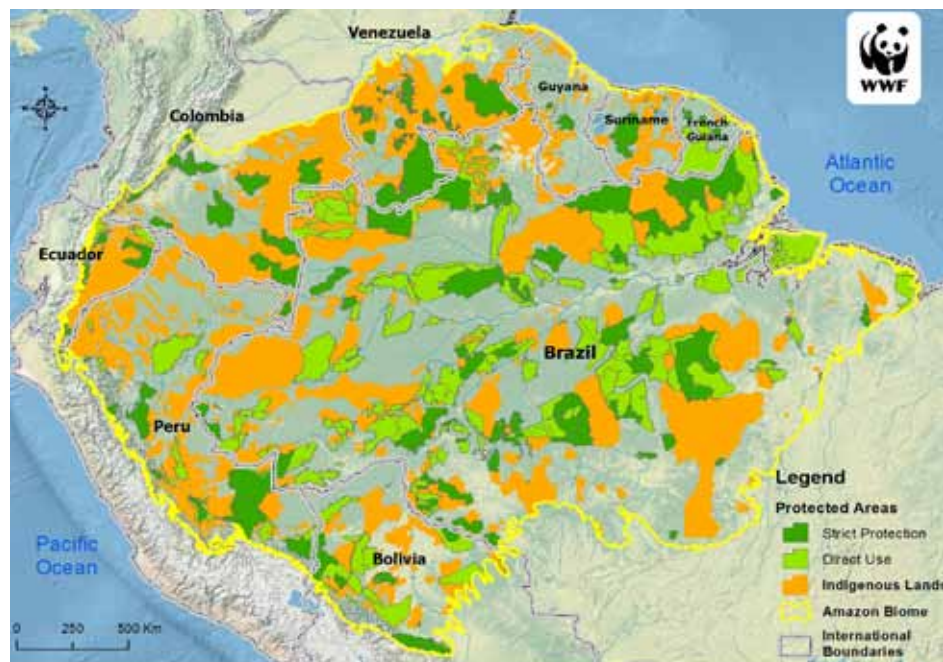 Venezuela
WWF
Guyana
Colombia
Suriname
French
Guiana
Atlantic
Ocean
Ecuador
Brazil
Peru
Legend
Protected Areas
Strict Protection
Direct Use
Indigenous Lands
Amazon Biome
International
Boundaries
Pacific
Ocean
Bolivia
0 250 500 Km